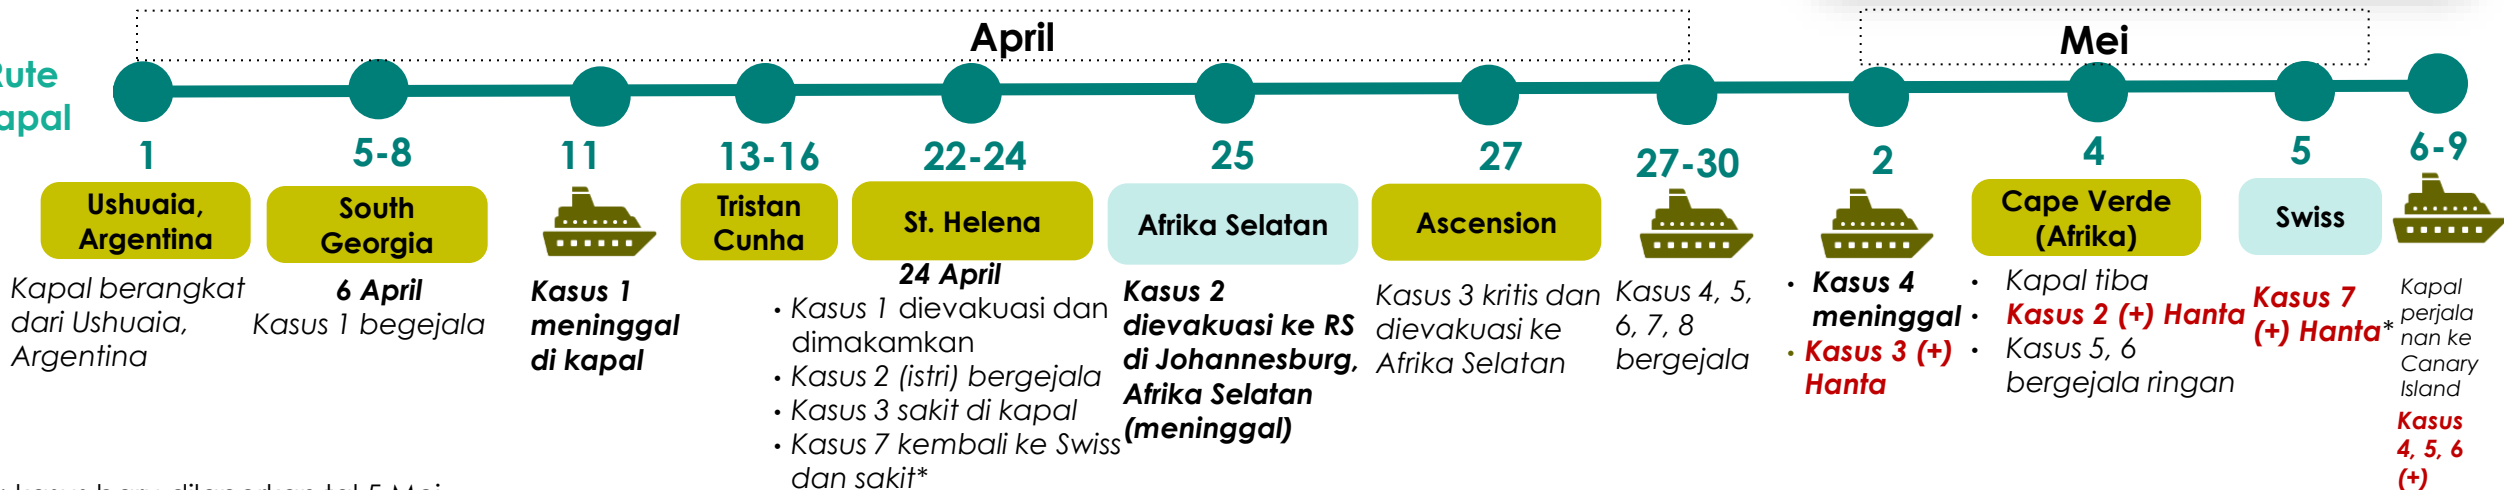 April
Mei
Rute
Kapal
1
5-8
11
13-16
22-24
25
27
27-30
2
4
5
6-9
Ushuaia,
Argentina
Kapal berangkat
dari Ushuaia,
Argentina
South
Georgia
6 April
Kasus 1 begejala
Kasus 1
meninggal
di kapal
Tristan
Cunha
St. Helena
24 April
• Kasus 1 dievakuasi dan
dimakamkan
• Kasus 2 (istri) bergejala
• Kasus 3 sakit di kapal
• Kasus 7 kembali ke Swiss
dan sakit*
Afrika Selatan
Kasus 2
dievakuasi ke RS
di Johannesburg,
Afrika Selatan
(meninggal)
Ascension
Kasus 3 kritis dan
dievakuasi ke
Afrika Selatan
Kasus 4, 5,
6, 7, 8
bergejala
• Kasus 4
meninggal
• Kasus 3 (+)
Hanta
Cape Verde
(Afrika)
• Kapal tiba
• Kasus 2 (+) Hanta
• Kasus 5, 6
bergejala ringan
Swiss
Kasus 7
(+) Hanta*
Kapal
perjala
nan ke
Canary
Island
Kasus
4, 5, 6
(+)
kasus baru dilaporkan tgl 5 Mei